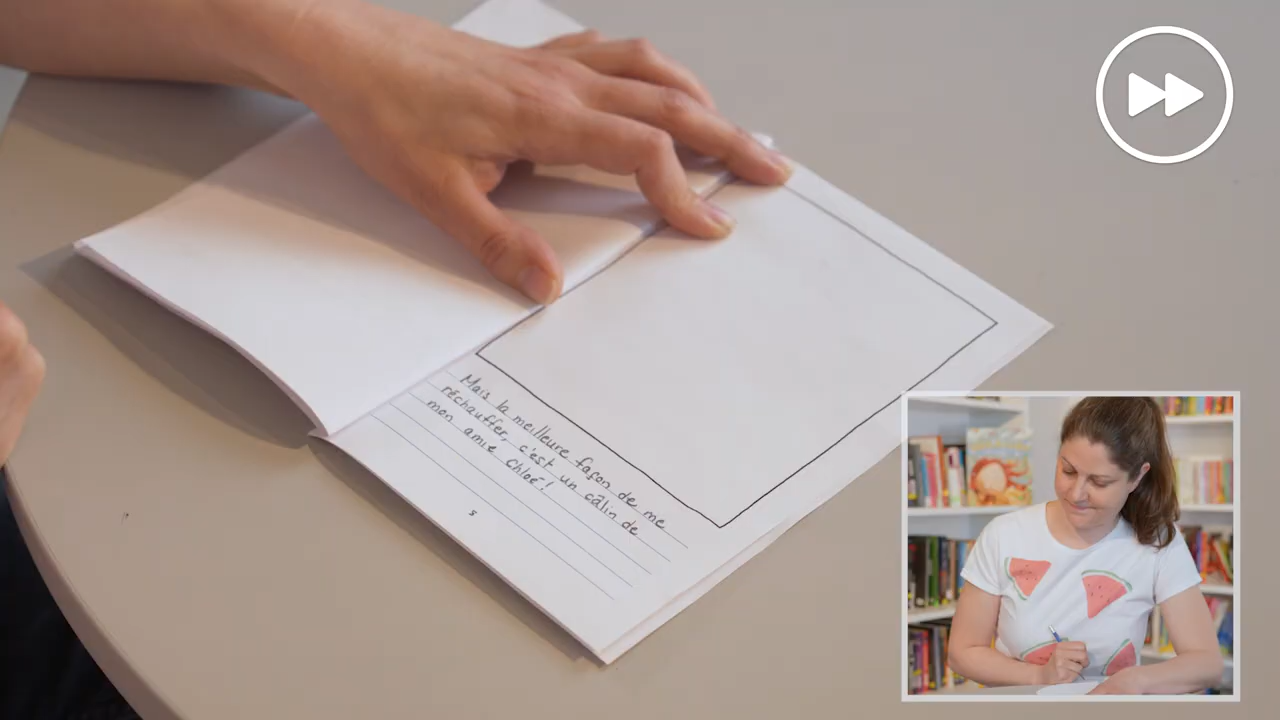 Mais la meilleure façon de me
réchauffer, c'est un câlin de
mon amie Chloé!
5